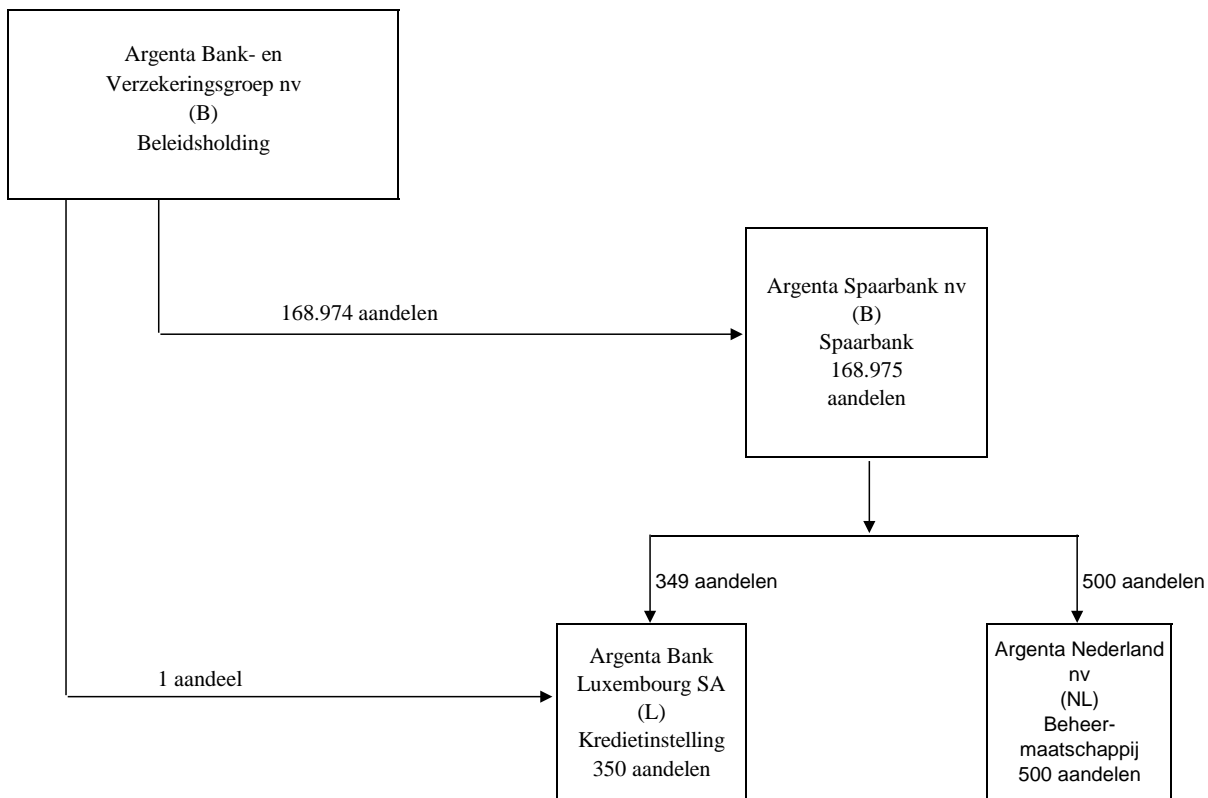 Argenta Bank- en
Verzekeringsgroep nv
(B)
Beleidsholding
168.974 aandelen
Argenta Spaarbank nv
(B)
Spaarbank
168.975
aandelen
349 aandelen
500 aandelen
1 aandeel
Argenta Bank
Luxembourg SA
(L)
Kredietinstelling
350 aandelen
Argenta Nederland
nv
(NL)
Beheer-
maatschappij
500 aandelen